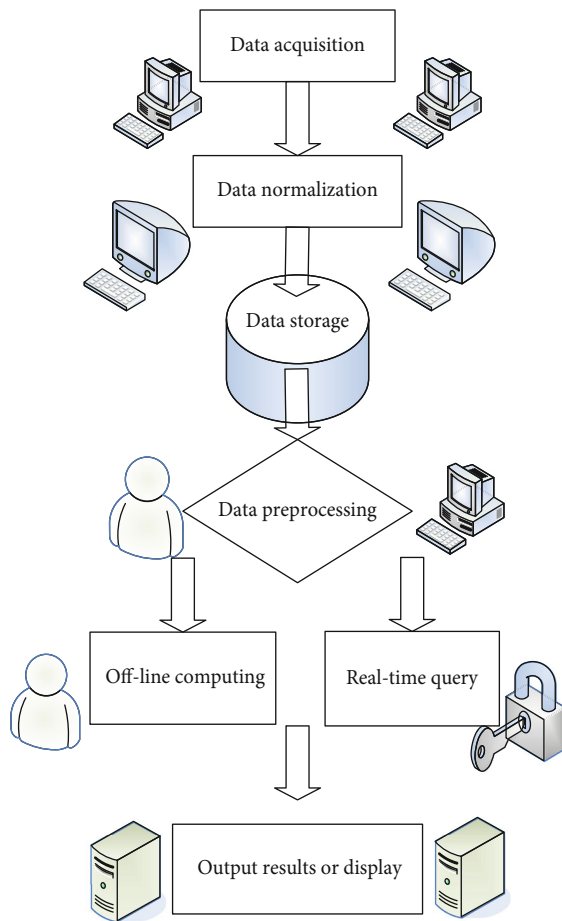 Data acquisition
Data normalization
Data storage
Data preprocessing
Off-line computing
Real-time query
Output results or display